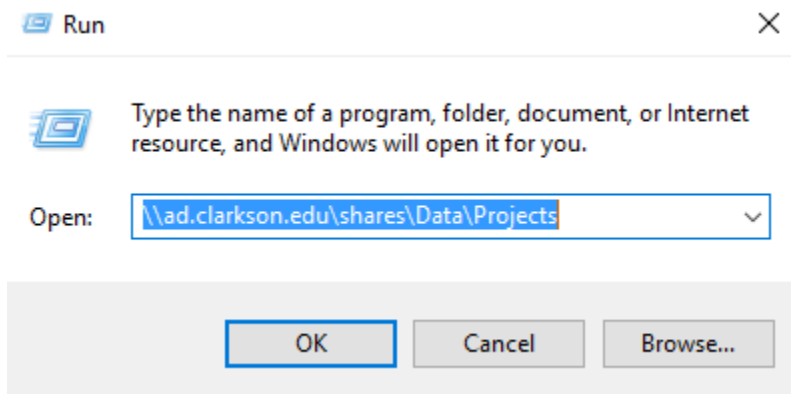 Run
Type the name of a program, folder, document, or Internet
resource, and Windows will open it for you.
Open: \\ad.clarkson.edu\shares\Data\Projects
OK Cancel Browse...